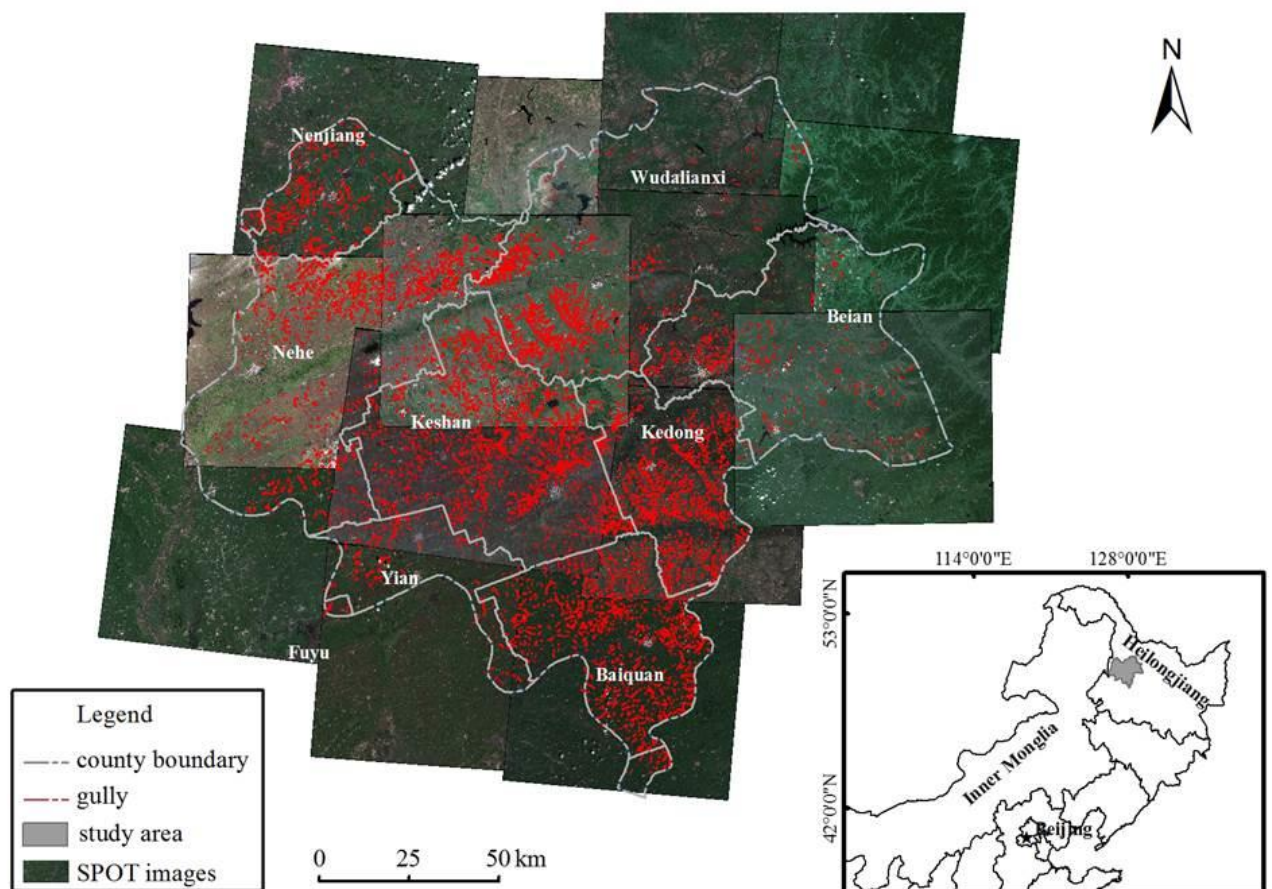 N
Nenjiang
Wudalianxi
Beian
Nehe
Keshan
Kedong
Yian
Fuyu
Baiquan
Legend
county boundary
gully
study area
SPOT images
0 25 50 km
114°0'0"E 128°0'0"E
53°0'0"N
42°0'0"N
Heilongjiang
Inner Monglia
Beijing